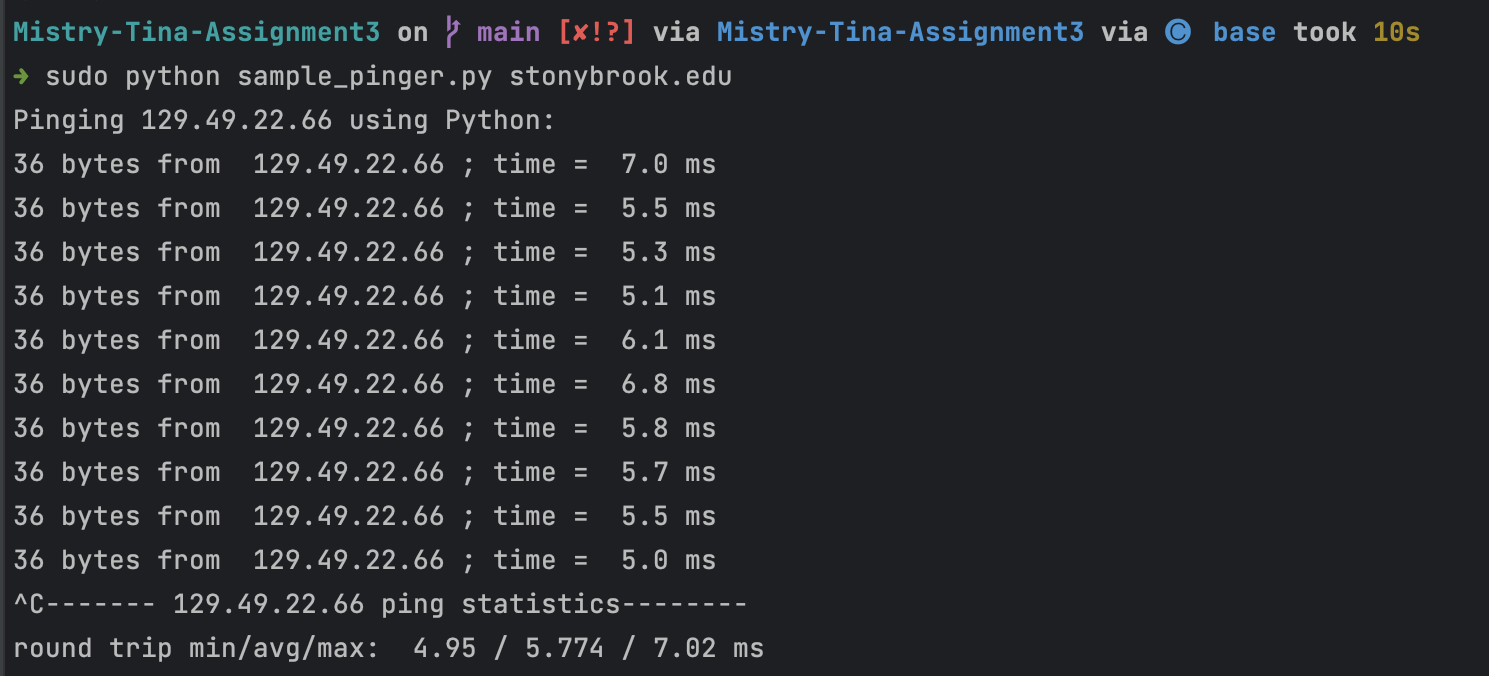 Mistry-Tina-Assignment3 on main [✘!?] via Mistry-Tina-Assignment3 via © base took 10s
→ sudo python sample_pinger.py stonybrook.edu
Pinging 129.49.22.66 using Python:
36 bytes from  129.49.22.66 ; time =  7.0 ms
36 bytes from  129.49.22.66 ; time =  5.5 ms
36 bytes from  129.49.22.66 ; time =  5.3 ms
36 bytes from  129.49.22.66 ; time =  5.1 ms
36 bytes from  129.49.22.66 ; time =  6.1 ms
36 bytes from  129.49.22.66 ; time =  6.8 ms
36 bytes from  129.49.22.66 ; time =  5.8 ms
36 bytes from  129.49.22.66 ; time =  5.7 ms
36 bytes from  129.49.22.66 ; time =  5.5 ms
36 bytes from  129.49.22.66 ; time =  5.0 ms
^C------- 129.49.22.66 ping statistics--------
round trip min/avg/max:  4.95 / 5.774 / 7.02 ms